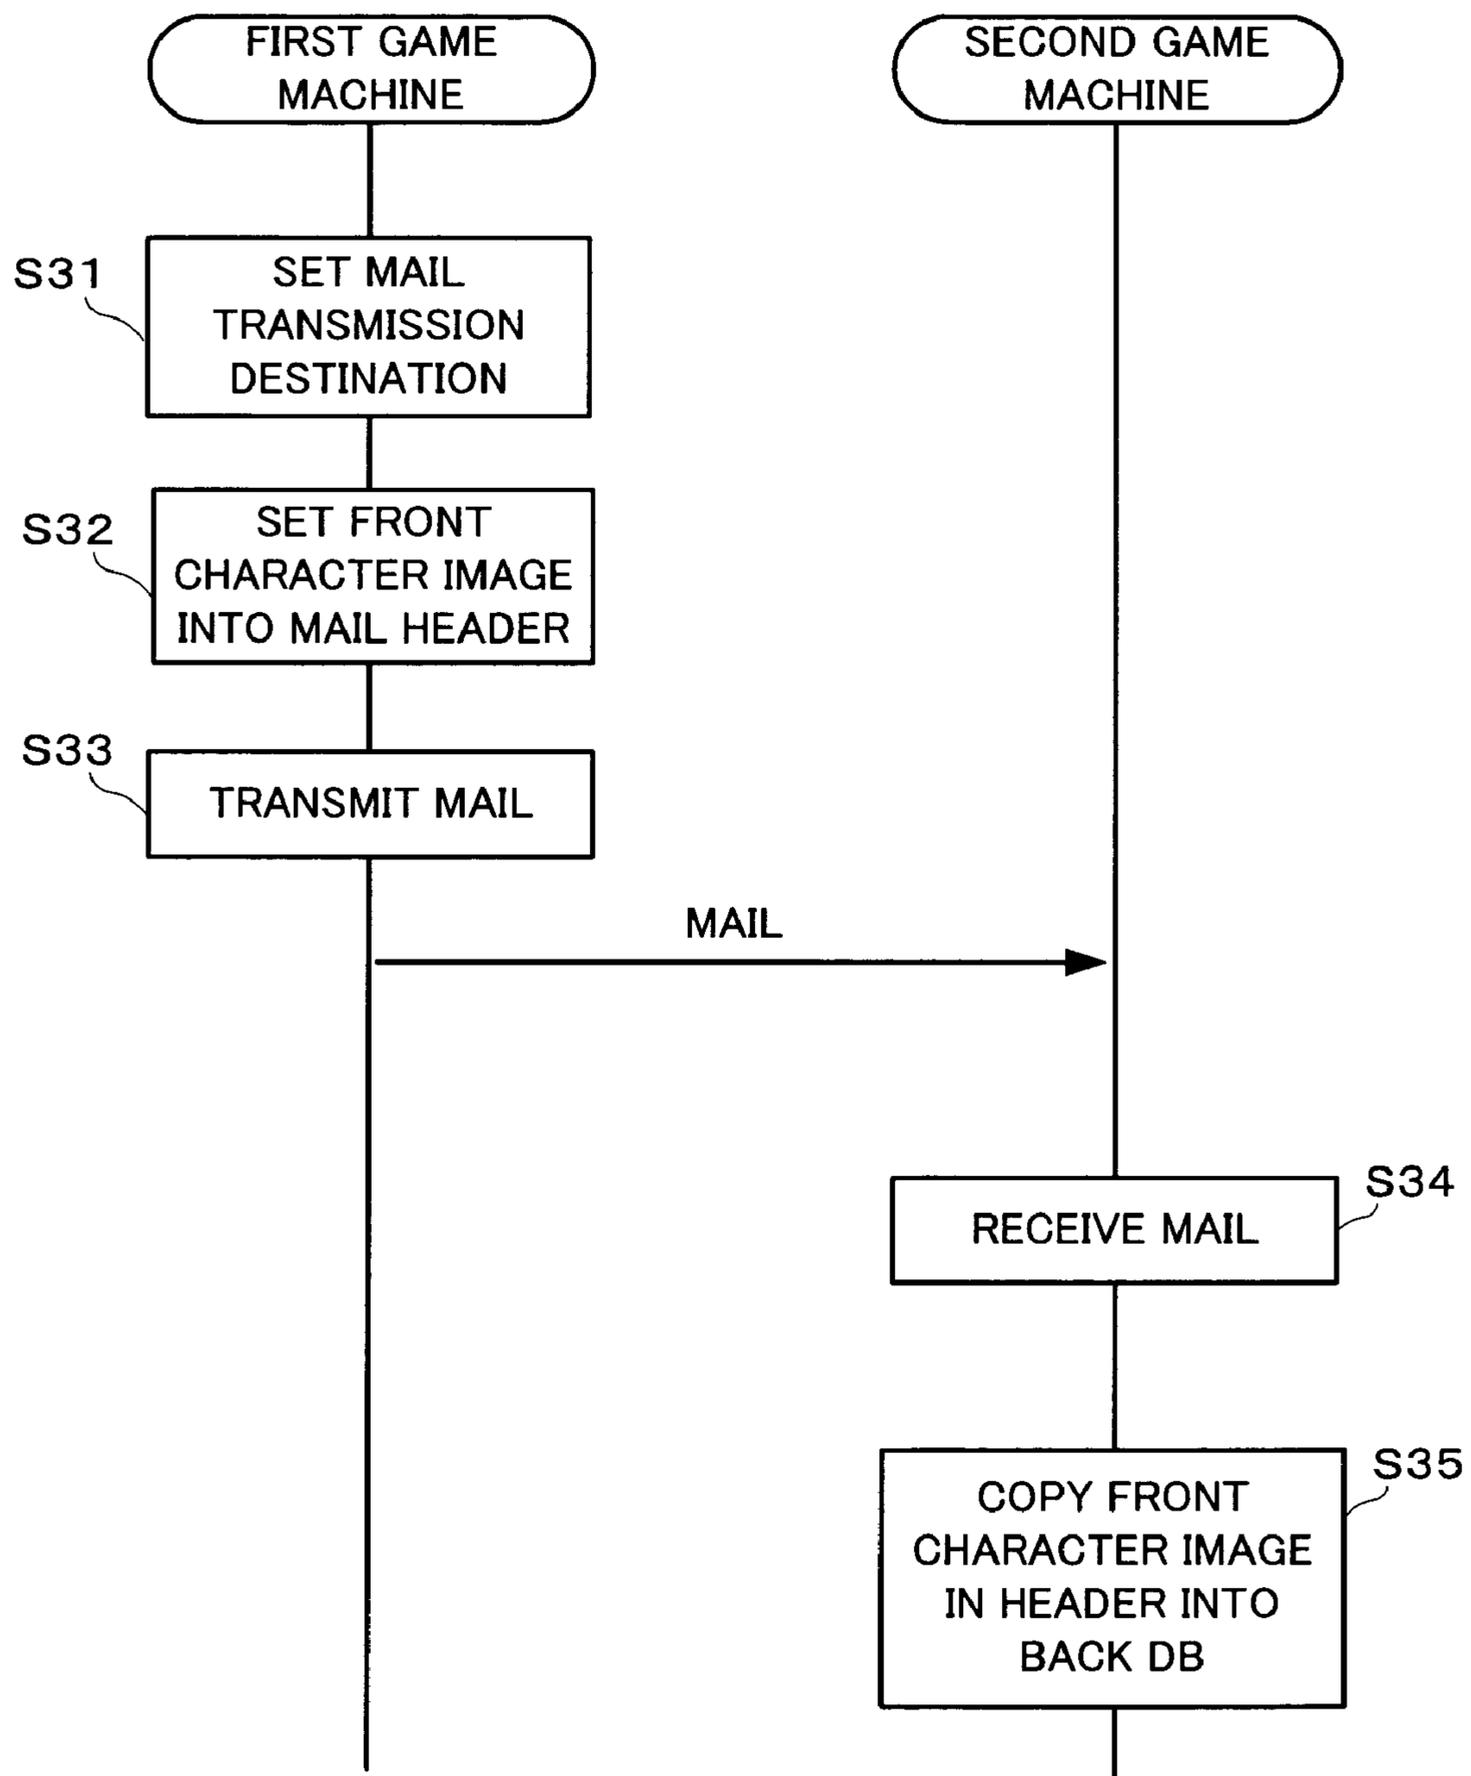 FIRST GAME
MACHINE
SECOND GAME
MACHINE
S31
SET MAIL
TRANSMISSION
DESTINATION
S32
SET FRONT
CHARACTER IMAGE
INTO MAIL HEADER
S33
TRANSMIT MAIL
MAIL
S34
RECEIVE MAIL
S35
COPY FRONT
CHARACTER IMAGE
IN HEADER INTO
BACK DB